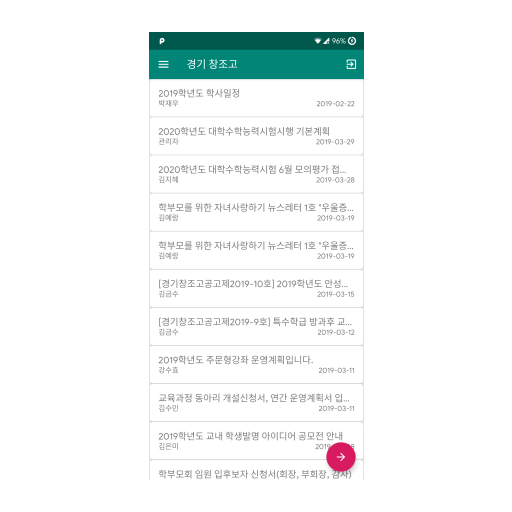 96%
경기 창조고
2019학년도 학사일정
박재우 2019-02-22
2020학년도 대학수학능력시험시행 기본계획
관리자 2019-03-29
2020학년도 대학수학능력시험 6월 모의평가 접...
김지혜 2019-03-28
학부모를 위한 자녀사랑하기 뉴스레터 1호 "우울증...
김예랑 2019-03-19
학부모를 위한 자녀사랑하기 뉴스레터 1호 "우울증...
김예랑 2019-03-19
[경기창조고공고제2019-10호] 2019학년도 안성...
김금수 2019-03-15
[경기창조고공고제2019-9호] 특수학급 방과후 교...
김금수 2019-03-12
2019학년도 주문형강좌 운영계획입니다.
강수효 2019-03-11
교육과정 동아리 개설신청서, 연간 운영계획서 입...
김수민 2019-03-11
2019학년도 교내 학생발명 아이디어 공모전 안내
김은미
학부모회 임원 입후보자 신청서(회장, 부회장, 감사)